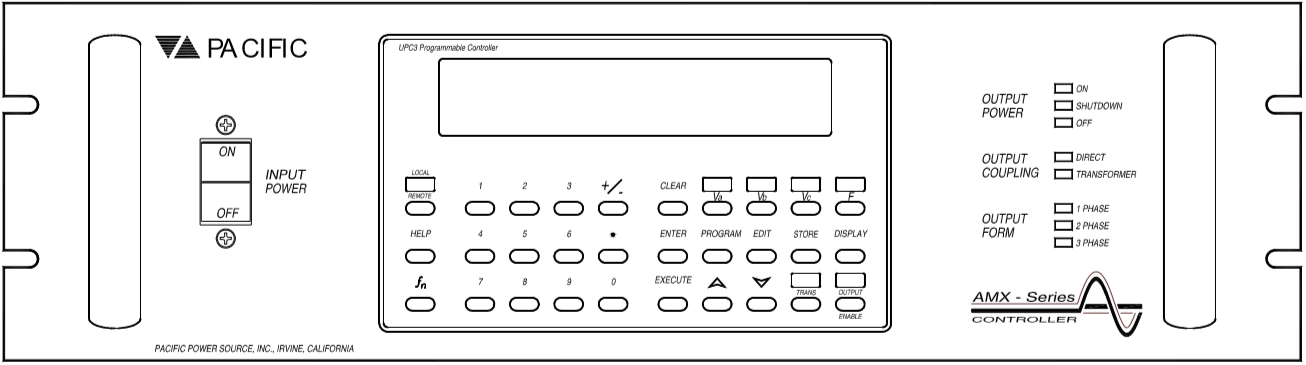 PACIFIC
UPC3 Programmable Controller
ON
OFF
INPUT
POWER
LOCAL
REMOTE
1 2 3 +/-
CLEAR Va Vb Vc F
HELP 4 5 6 • ENTER PROGRAM EDIT STORE DISPLAY
fn 7 8 9 0 EXECUTE
TRANS OUTPUT
ENABLE
OUTPUT
POWER
ON
SHUTDOWN
OFF
OUTPUT
COUPLING
DIRECT
TRANSFORMER
OUTPUT
FORM
1 PHASE
2 PHASE
3 PHASE
AMX - Series
CONTROLLER
PACIFIC POWER SOURCE, INC., IRVINE, CALIFORNIA